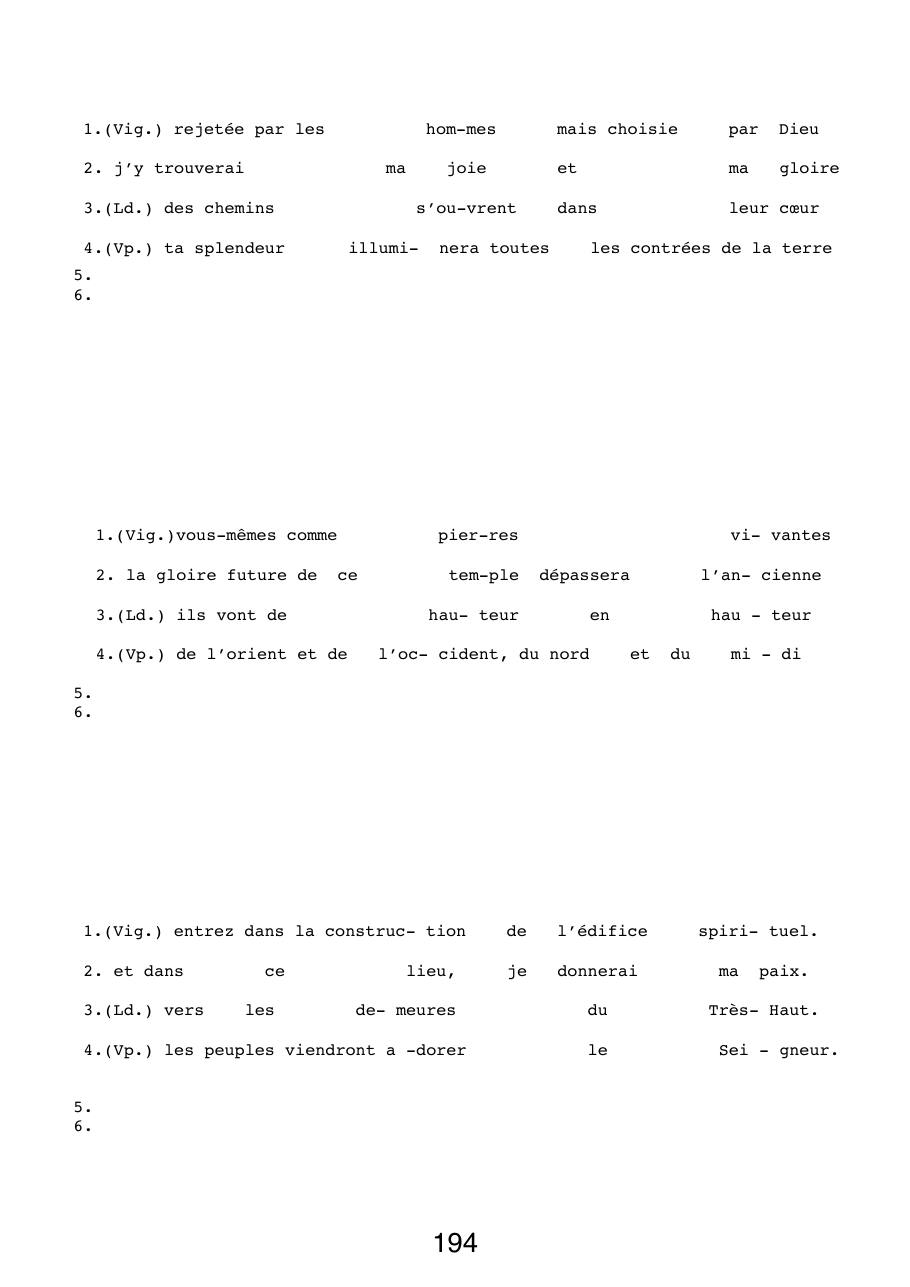 1.(Vig.) rejetée par les hom-mes mais choisie par Dieu
2. j’y trouverai ma joie et ma gloire
3.(Ld.) des chemins s’ou-vrent dans leur cœur
4.(Vp.) ta splendeur illumi- nera toutes les contrées de la terre
5.
6.
1.(Vig.)vous-mêmes comme pier-res vi- vantes
2. la gloire future de ce tem-ple dépassera l’an- cienne
3.(Ld.) ils vont de hau- teur en hau - teur
4.(Vp.) de l’orient et de l’oc- cident, du nord et du mi - di
5.
6.
1.(Vig.) entrez dans la construc- tion de l’édifice spiri- tuel.
2. et dans ce lieu, je donnerai ma paix.
3.(Ld.) vers les de- meures du Très- Haut.
4.(Vp.) les peuples viendront a -dorer le Sei - gneur.
5.
6.
194